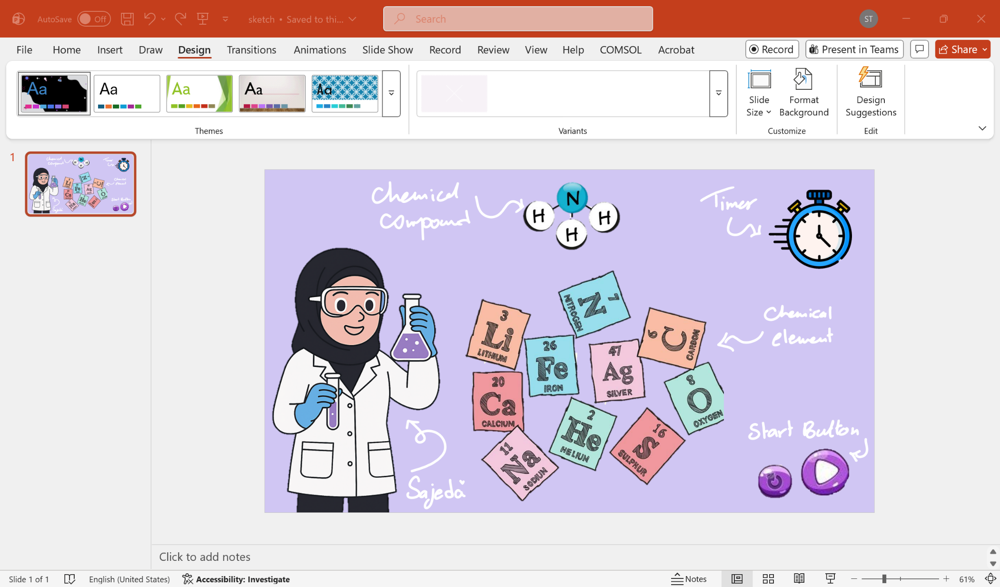 AutoSave Off sketch • Saved to thi... Search ST
File Home Insert Draw Design Transitions Animations Slide Show Record Review View Help COMSOL Acrobat Record Present in Teams Share
Aa Aa Aa Aa Aa
Slide Size
Format Background
Design Suggestions
Themes Variants Customize Edit
1
Chemical
compound
N
H H
H
Timer
7
N
NITROGEN
3
Li
LITHIUM
6
C
CARBON
26
Fe
IRON
47
Ag
SILVER
Chemical
element
20
Ca
CALCIUM
8
O
OXYGEN
2
He
HELIUM
16
S
SULPHUR
11
Na
SODIUM
Start Button
Sajeda
Click to add notes
Slide 1 of 1 English (United States) Accessibility: Investigate Notes 61%